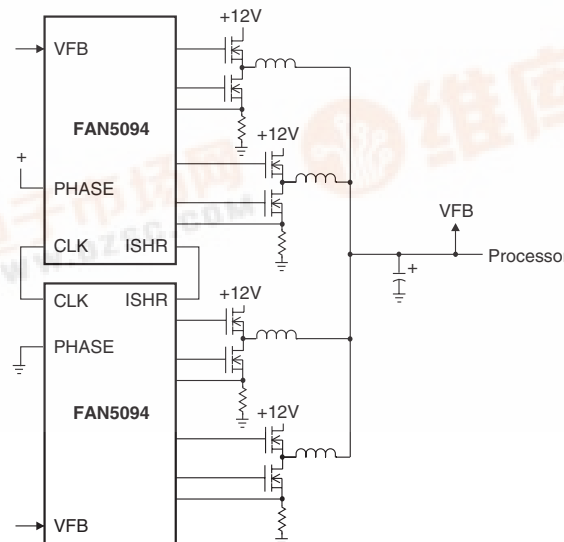 +12V
VFB
FAN5094
+12V
+
PHASE
CLK ISHR
VFB
+
Processor
CLK ISHR
+12V
PHASE
FAN5094
+12V
VFB